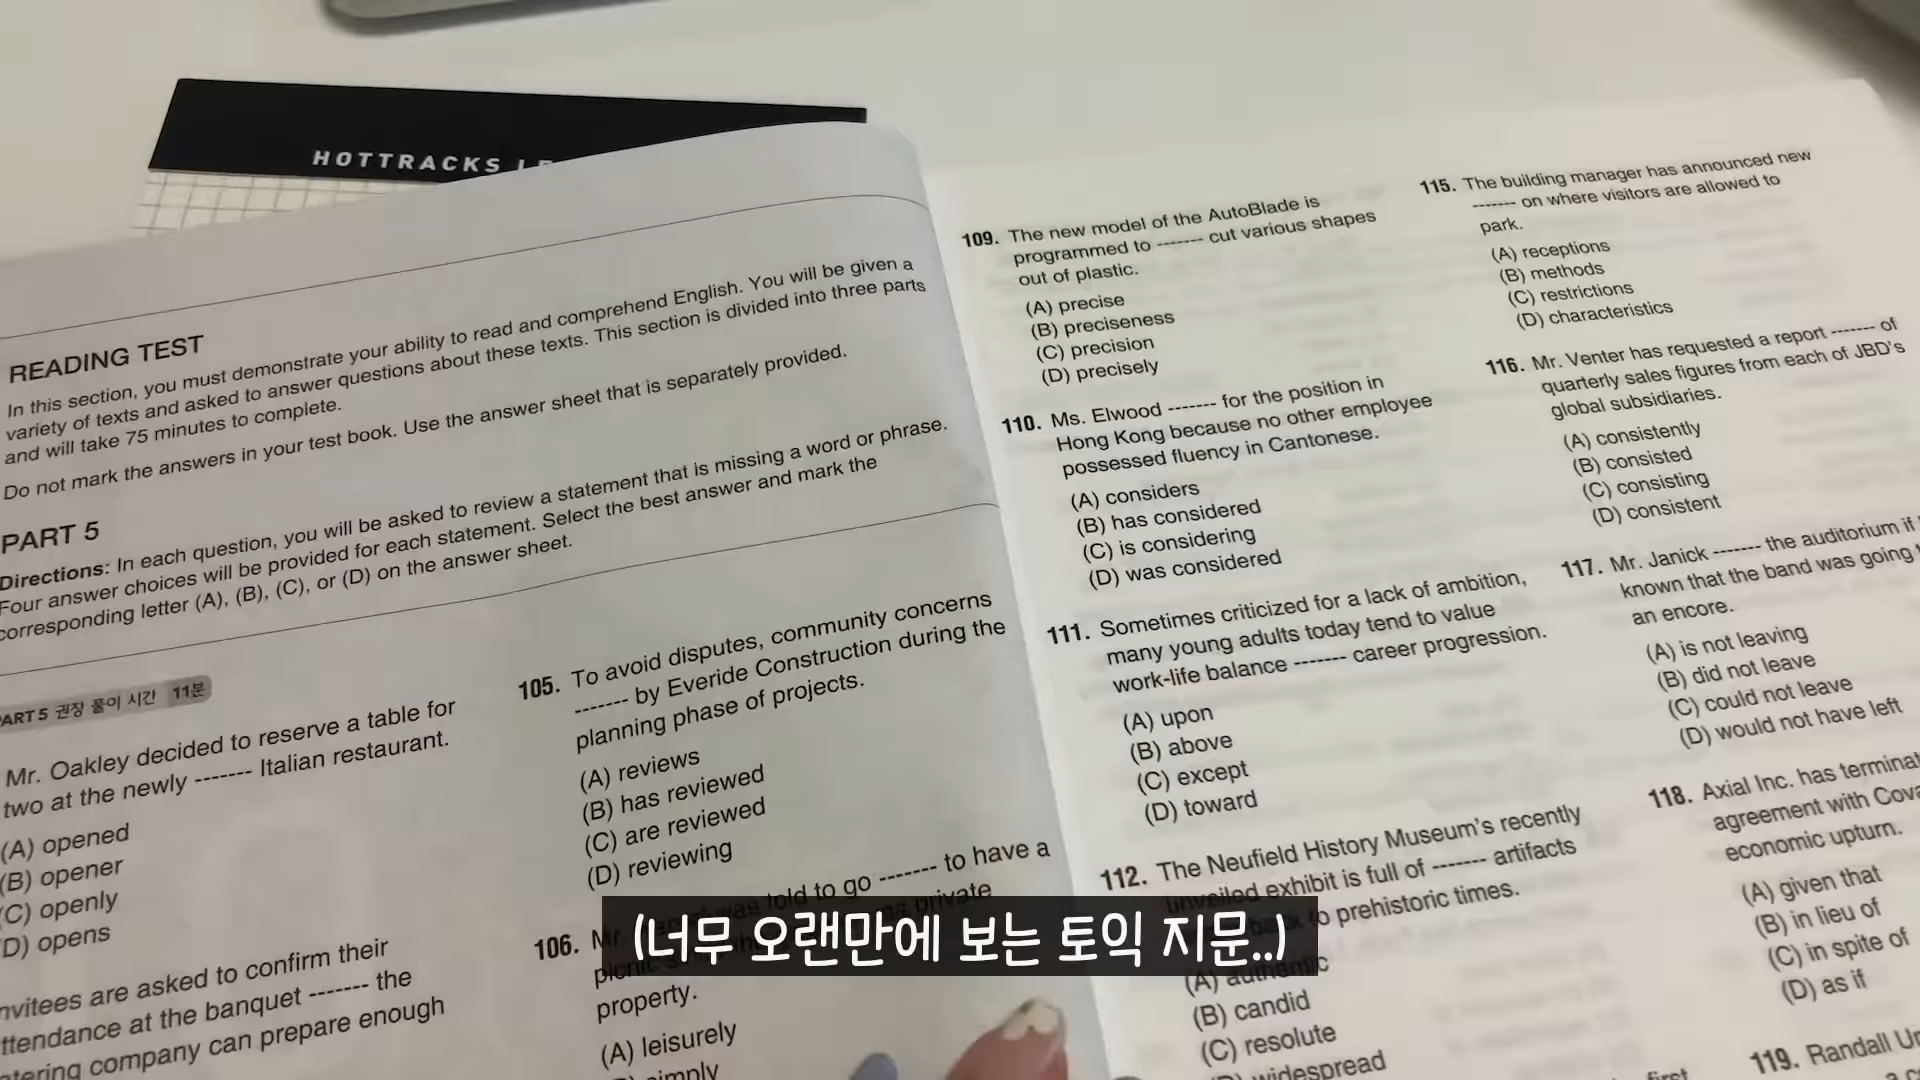 HOTTRACKS
READING TEST
In this section, you must demonstrate your ability to read and comprehend English. You will be given a
variety of texts and asked to answer questions about these texts. This section is divided into three parts
and will take 75 minutes to complete.
Do not mark the answers in your test book. Use the answer sheet that is separately provided.
PART 5
Directions: In each question, you will be asked to review a statement that is missing a word or phrase.
Four answer choices will be provided for each statement. Select the best answer and mark the
corresponding letter (A), (B), (C), or (D) on the answer sheet.
PART 5 권장 풀이 시간 11분
Mr. Oakley decided to reserve a table for
two at the newly ------- Italian restaurant.
(A) opened
(B) opener
(C) openly
(D) opens
nvitees are asked to confirm their
ttendance at the banquet ------- the
tering company can prepare enough
105. To avoid disputes, community concerns
------- by Everide Construction during the
planning phase of projects.
(A) reviews
(B) has reviewed
(C) are reviewed
(D) reviewing
106. told to go ------- to have a
private
property.
(A) leisurely
simply
109. The new model of the AutoBlade is
programmed to ------- cut various shapes
out of plastic.
(A) precise
(B) preciseness
(C) precision
(D) precisely
110. Ms. Elwood ------- for the position in
Hong Kong because no other employee
possessed fluency in Cantonese.
(A) considers
(B) has considered
(C) is considering
(D) was considered
111. Sometimes criticized for a lack of ambition,
many young adults today tend to value
work-life balance ------- career progression.
(A) upon
(B) above
(C) except
(D) toward
112. The Neufield History Museum's recently
unveiled exhibit is full of ------- artifacts
to prehistoric times.
(A) authentic
(B) candid
(C) resolute
(D) widespread
115. The building manager has announced new
------- on where visitors are allowed to
park.
(A) receptions
(B) methods
(C) restrictions
(D) characteristics
116. Mr. Venter has requested a report ------- of
quarterly sales figures from each of JBD's
global subsidiaries.
(A) consistently
(B) consisted
(C) consisting
(D) consistent
117. Mr. Janick ------- the auditorium if
known that the band was going
an encore.
(A) is not leaving
(B) did not leave
(C) could not leave
(D) would not have left
118. Axial Inc. has terminat
agreement with Cova
economic upturn.
(A) given that
(B) in lieu of
(C) in spite of
(D) as if
119. Randall
first
(너무 오랜만에 보는 토익 지문..)